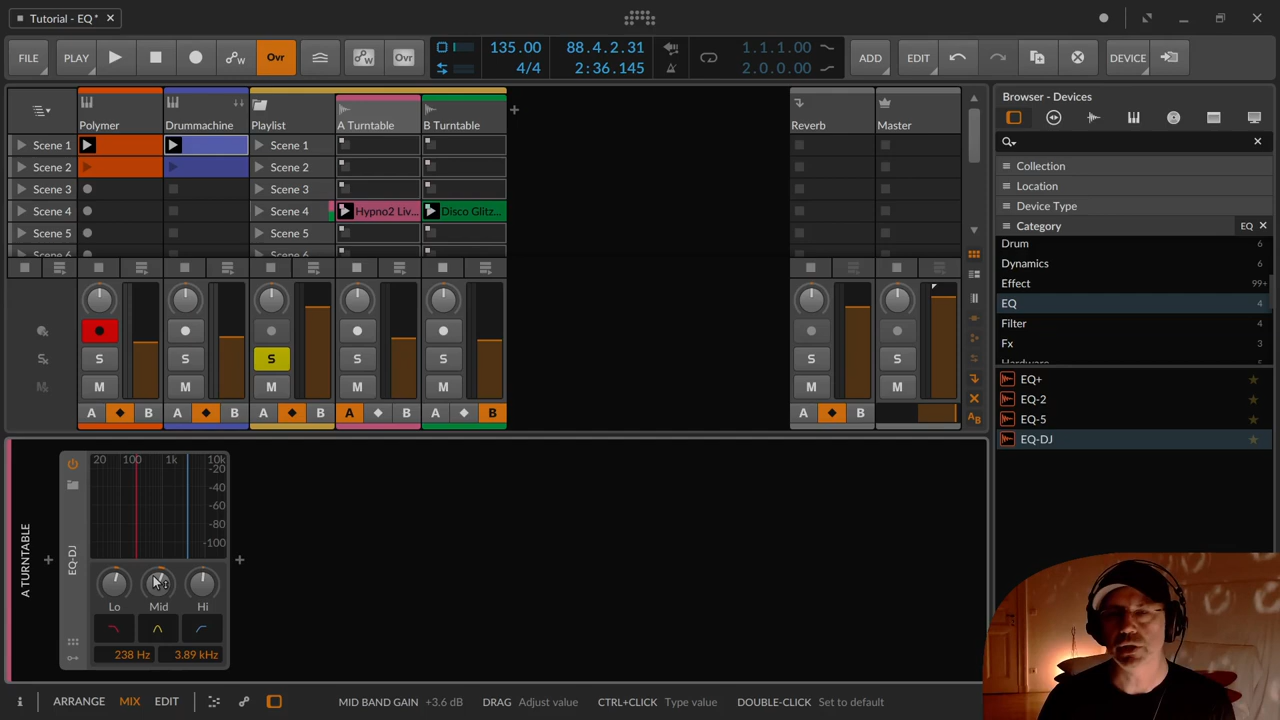 Tutorial - EQ*
FILE
PLAY
Ovr
Ovr
135.00
4/4
88.4.2.31
2:36.145
1.1.1.00
2.0.0.00
ADD
EDIT
DEVICE
Polymer
Drummachine
Playlist
A Turntable
B Turntable
Reverb
Master
Scene 1
Scene 1
Scene 2
Scene 2
Scene 3
Scene 3
Scene 4
Scene 4
Hypno2 Liv...
Disco Glitz...
Scene 5
Scene 5
S
S
S
S
S
S
S
M
M
M
M
M
M
M
A
B
A
B
A
B
A
B
A
B
A
B
Browser - Devices
Collection
Location
Device Type
Category
EQ
Drum
6
Dynamics
6
Effect
99+
EQ
4
Filter
4
Fx
3
EQ+
EQ-2
EQ-5
EQ-DJ
A TURNTABLE
EQ-DJ
20
100
1k
10k
-20
-40
-60
-80
-100
Lo
Mid
Hi
238 Hz
3.89 kHz
ARRANGE
MIX
EDIT
MID BAND GAIN
+3.6 dB
DRAG
Adjust value
CTRL+CLICK
Type value
DOUBLE-CLICK
Set to default